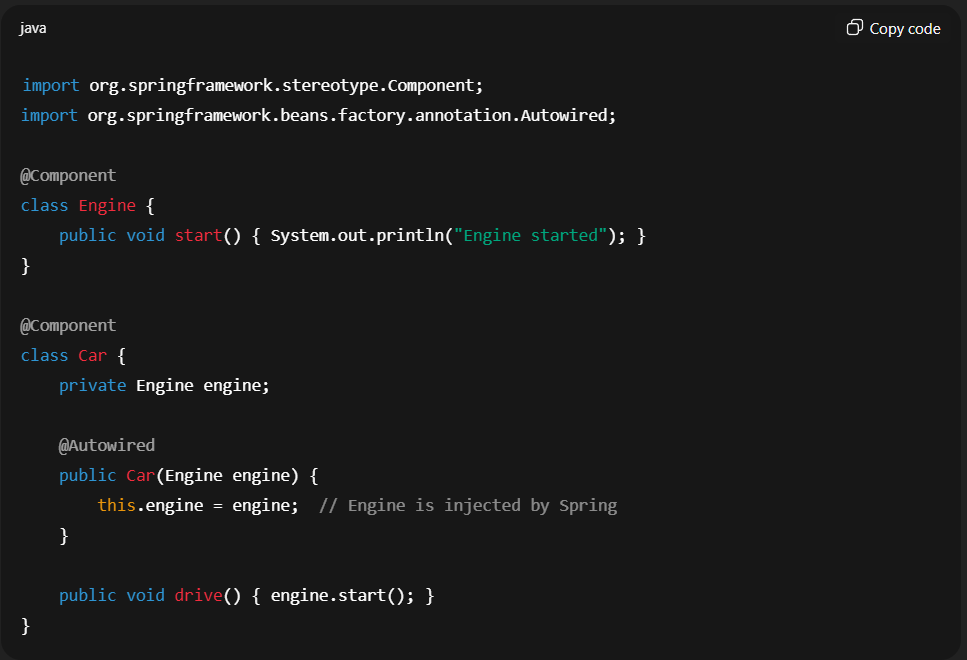 java
Copy code
import org.springframework.stereotype.Component;
import org.springframework.beans.factory.annotation.Autowired;
@Component
class Engine {
    public void start() { System.out.println("Engine started"); }
}
@Component
class Car {
    private Engine engine;
    @Autowired
    public Car(Engine engine) {
        this.engine = engine;  // Engine is injected by Spring
    }
    public void drive() { engine.start(); }
}